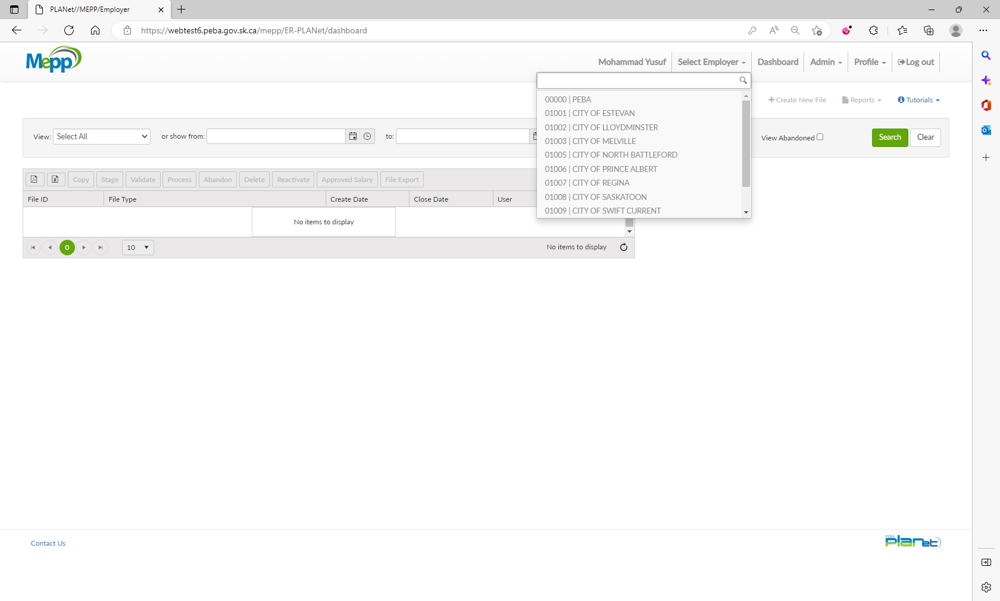 PLANet//MEPP/Employer
https://webtest6.peba.gov.sk.ca/mepp/ER-PLANet/dashboard
Mepp
Mohammad Yusuf
Select Employer
Dashboard
Admin
Profile
Log out
00000 | PEBA
01001 | CITY OF ESTEVAN
01002 | CITY OF LLOYDMINSTER
01003 | CITY OF MELVILLE
01005 | CITY OF NORTH BATTLEFORD
01006 | CITY OF PRINCE ALBERT
01007 | CITY OF REGINA
01008 | CITY OF SASKATOON
01009 | CITY OF SWIFT CURRENT
Create New File
Reports
Tutorials
View:
Select All
or show from:
to:
View Abandoned
Search
Clear
Copy
Stage
Validate
Process
Abandon
Delete
Reactivate
Approved Salary
File Export
File ID
File Type
Create Date
Close Date
User
No items to display
0
10
No items to display
Contact Us
PEBA
planet